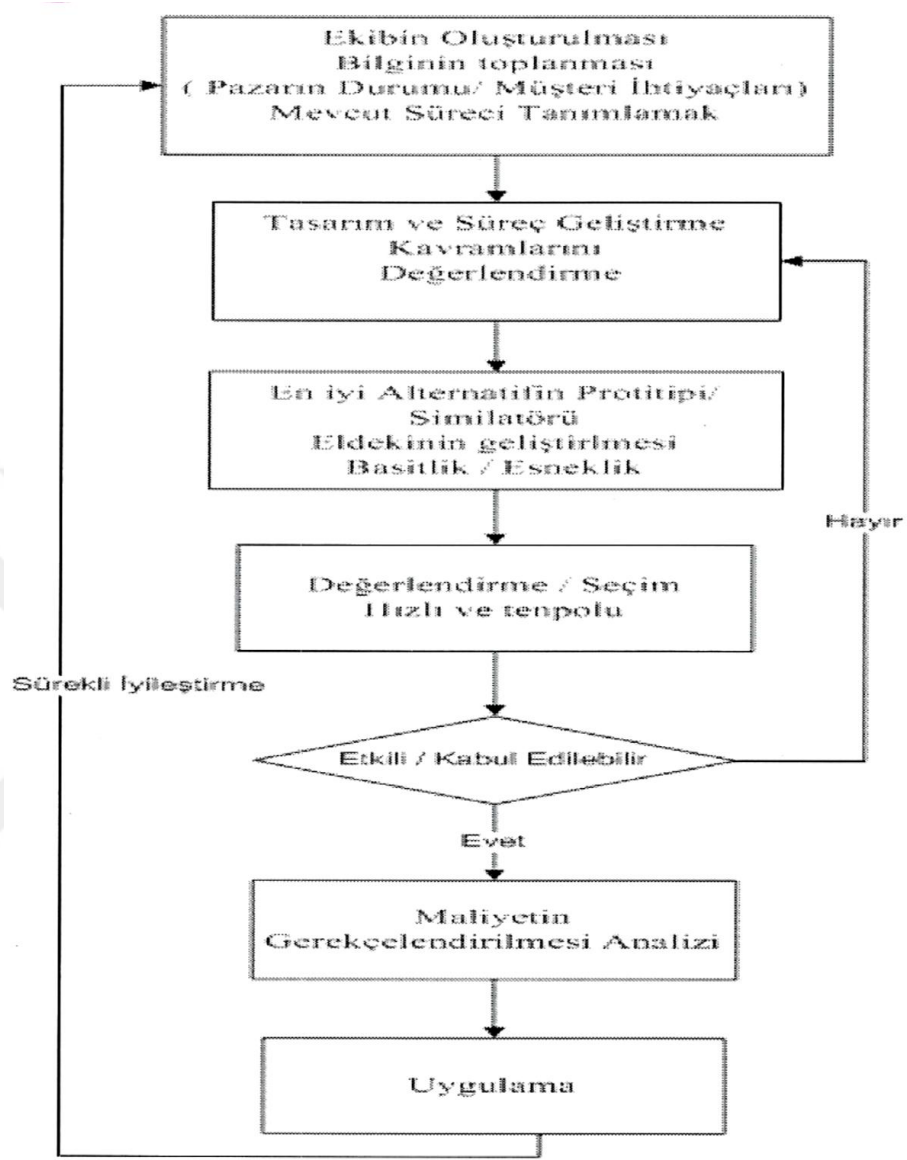 Ekibin Oluşturulması
Bilginin toplanması
( Pazarın Durumu/ Müşteri İhtiyaçları)
Mevcut Süreci Tanımlamak
Tasarım ve Süreç Geliştirme
Kavramlarını
Değerlendirme
En iyi Alternatifin Protitipi/
Similatörü
Eldekinin geliştirlmesi
Basitlik / Esneklik
Hayır
Değerlendirme / Seçim
Hızlı ve tenpolu
Sürekli İyileştirme
Etkili / Kabul Edilebilir
Evet
Maliyetin
Gerekçelendirilmesi Analizi
Uygulama